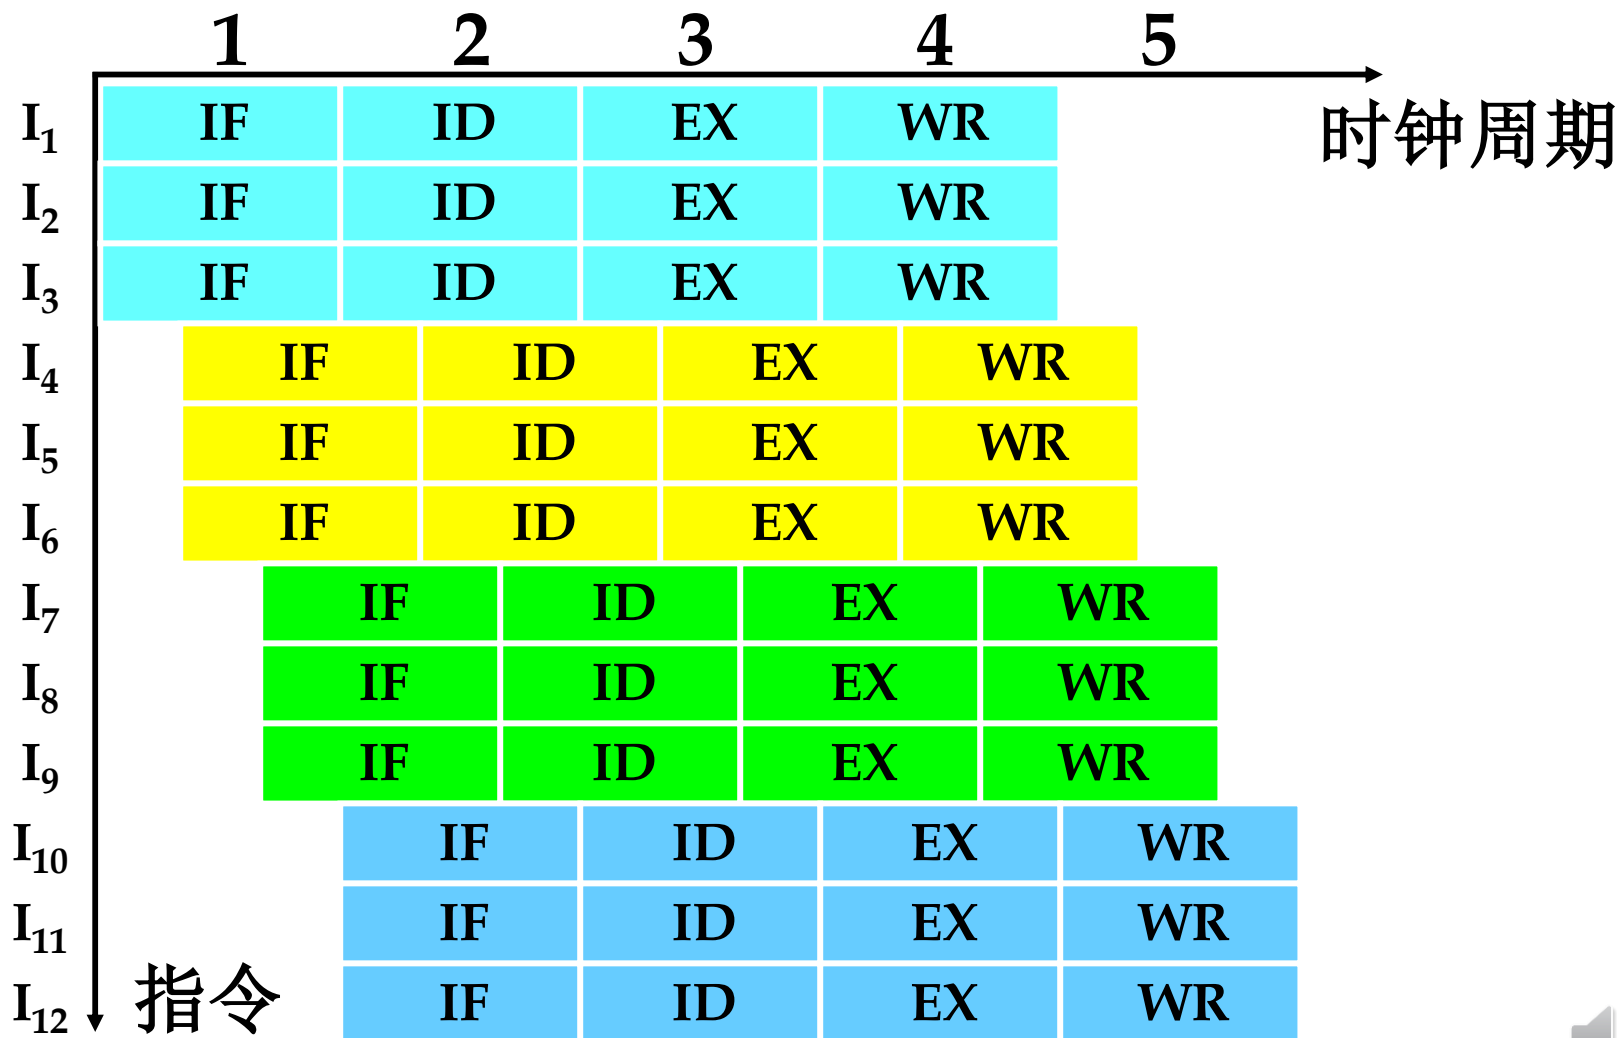 1 2 3 4 5
时钟周期
I1 IF ID EX WR
I2 IF ID EX WR
I3 IF ID EX WR
I4 IF ID EX WR
I5 IF ID EX WR
I6 IF ID EX WR
I7 IF ID EX WR
I8 IF ID EX WR
I9 IF ID EX WR
I10 IF ID EX WR
I11 IF ID EX WR
I12 IF ID EX WR
指令